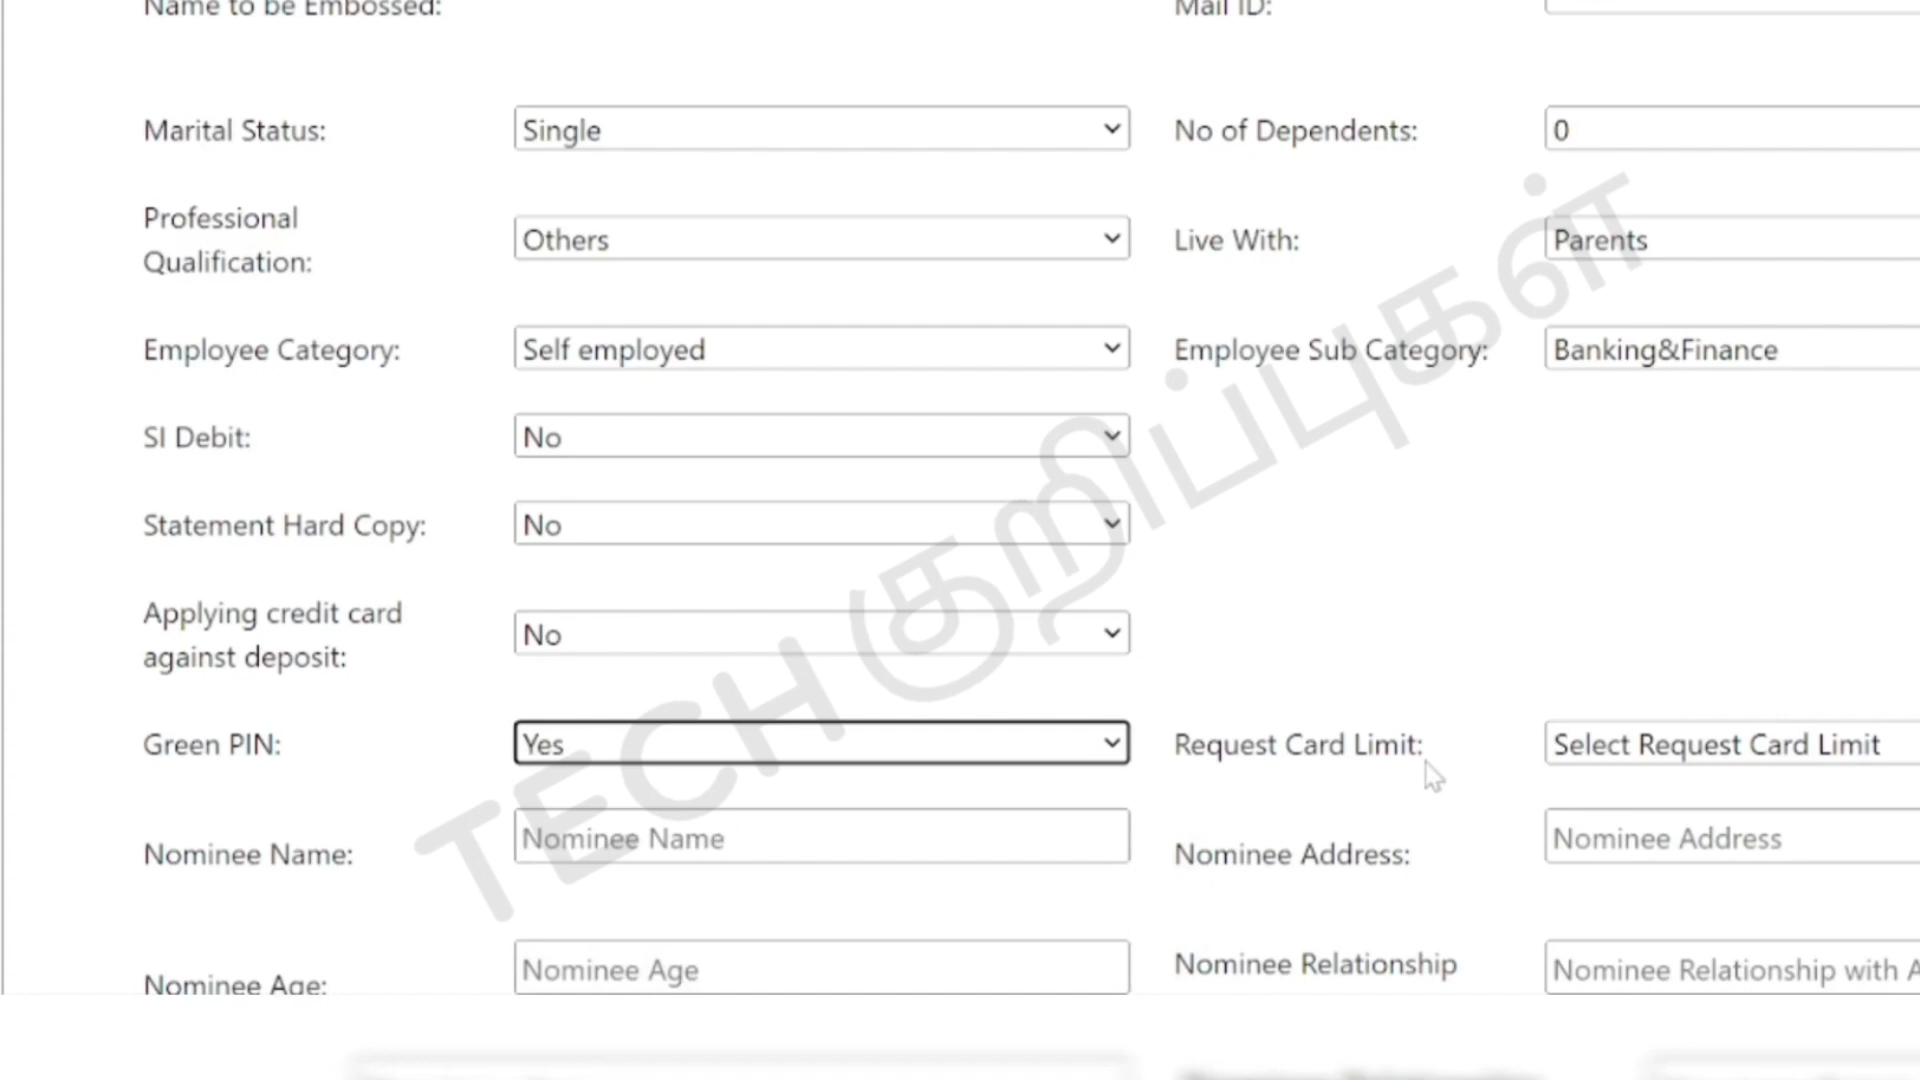 Name to be Embossed:
Mail ID:
Marital Status:
Single
No of Dependents:
0
Professional
Qualification:
Others
Live With:
Parents
Employee Category:
Self employed
Employee Sub Category:
Banking&Finance
SI Debit:
No
Statement Hard Copy:
No
Applying credit card
against deposit:
No
Green PIN:
Yes
Request Card Limit:
Select Request Card Limit
Nominee Name:
Nominee Name
Nominee Address:
Nominee Address
Nominee Age:
Nominee Age
Nominee Relationship
Nominee Relationship with A
TECH குறிப்புகள்